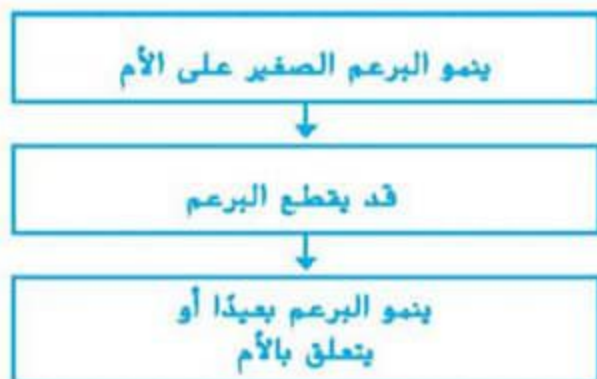 ينمو البرعم الصغير على الأم
قد يقطع البرعم
ينمو البرعم بعيدًا أو
يتعلق بالأم